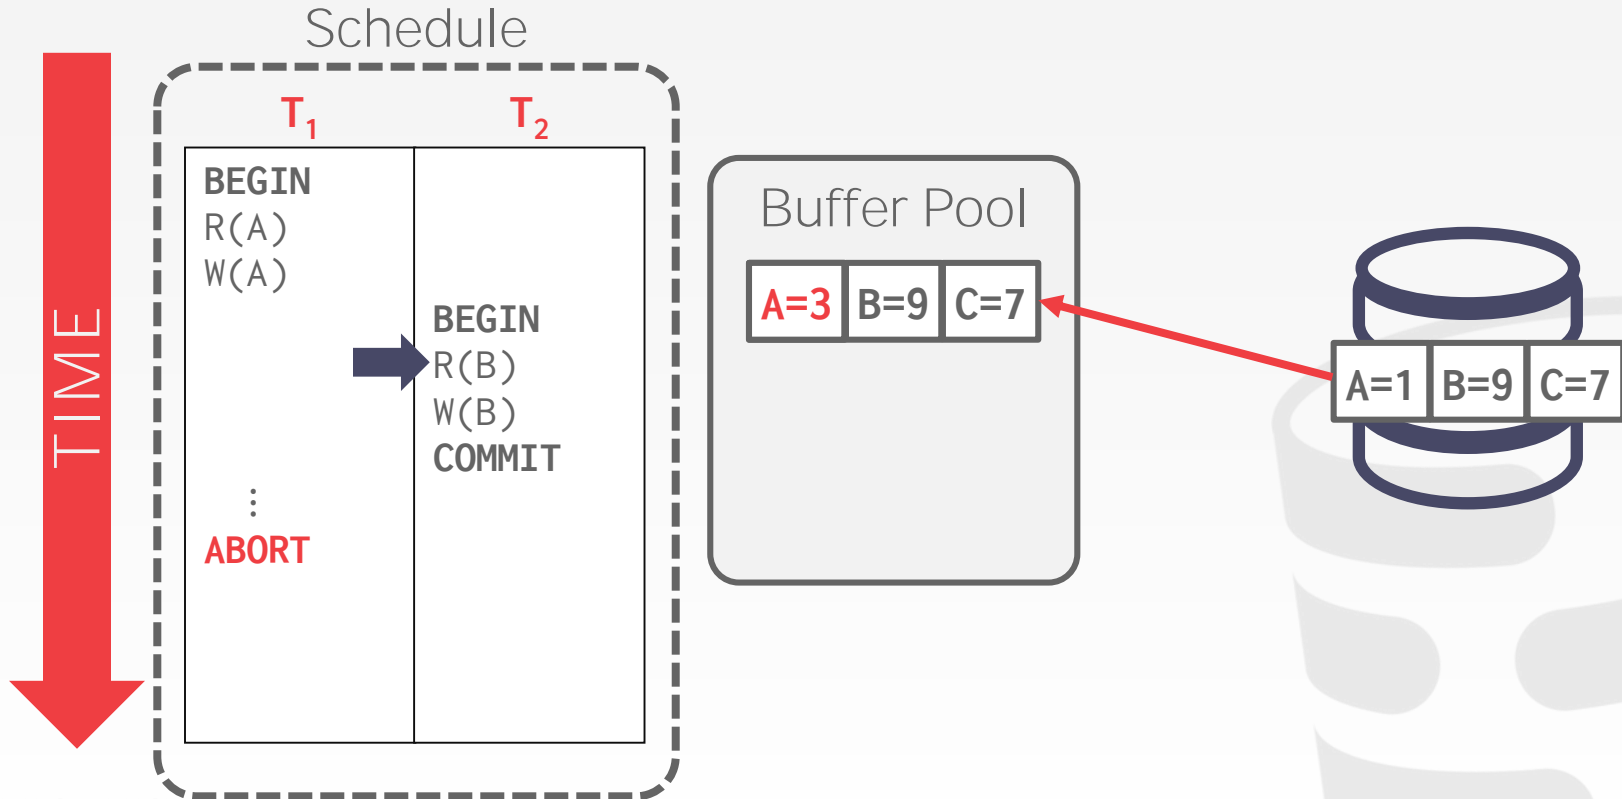 Schedule
TIME
T1 T2
BEGIN
R(A)
W(A)
BEGIN
R(B)
W(B)
COMMIT
⋮
ABORT
Buffer Pool
A=3 B=9 C=7
A=1 B=9 C=7